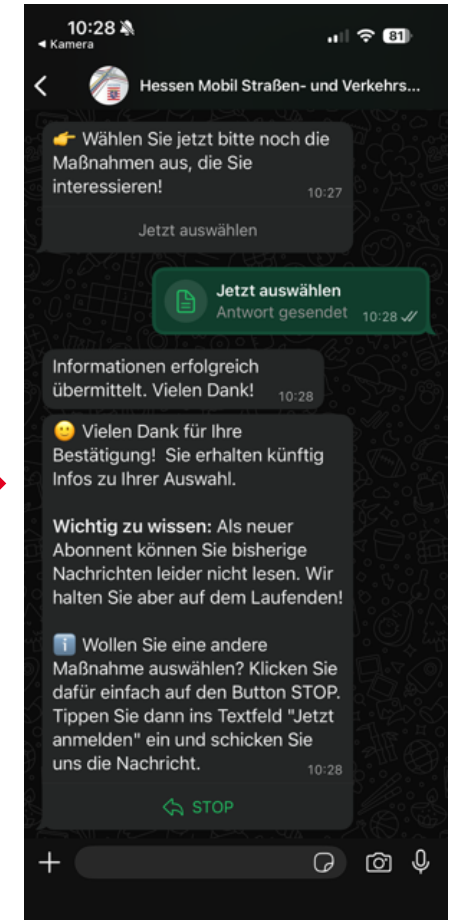 10:28
81
Kamera
Hessen Mobil Straßen- und Verkehrs...
👉 Wählen Sie jetzt bitte noch die
Maßnahmen aus, die Sie
interessieren!
10:27
Jetzt auswählen
Jetzt auswählen
Antwort gesendet 10:28
Informationen erfolgreich
übermittelt. Vielen Dank! 10:28
🙂 Vielen Dank für Ihre
Bestätigung!  Sie erhalten künftig
Infos zu Ihrer Auswahl.
Wichtig zu wissen: Als neuer
Abonnent können Sie bisherige
Nachrichten leider nicht lesen. Wir
halten Sie aber auf dem Laufenden!
ℹ️ Wollen Sie eine andere
Maßnahme auswählen? Klicken Sie
dafür einfach auf den Button STOP.
Tippen Sie dann ins Textfeld "Jetzt
anmelden" ein und schicken Sie
uns die Nachricht.
10:28
STOP